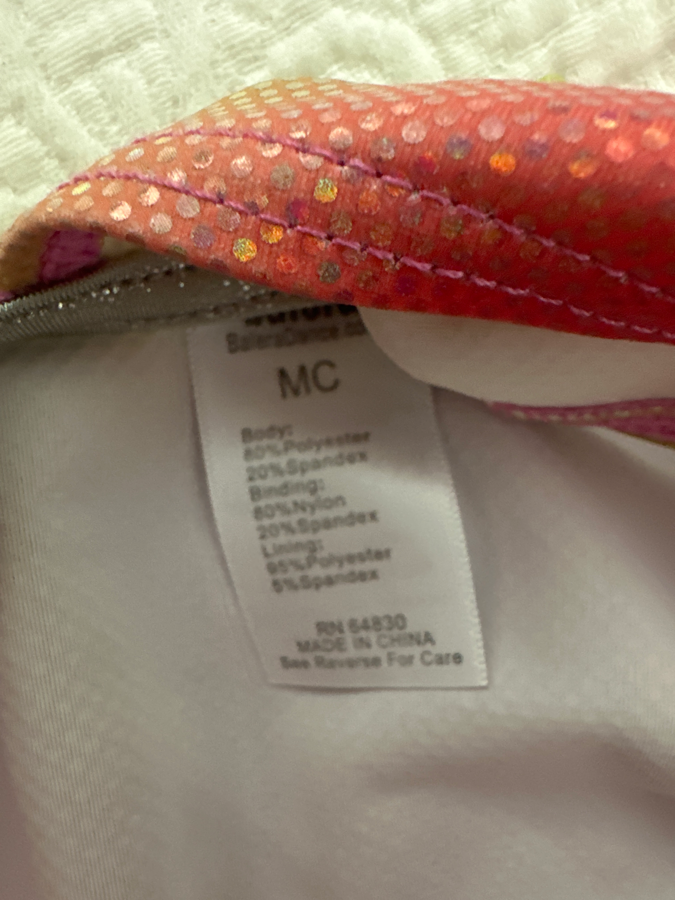 MC
Body:
80%Polyester
20%Spandex
Binding:
80%Nylon
20%Spandex
Lining:
95%Polyester
5%Spandex
RN 64830
MADE IN CHINA
See Reverse For Care